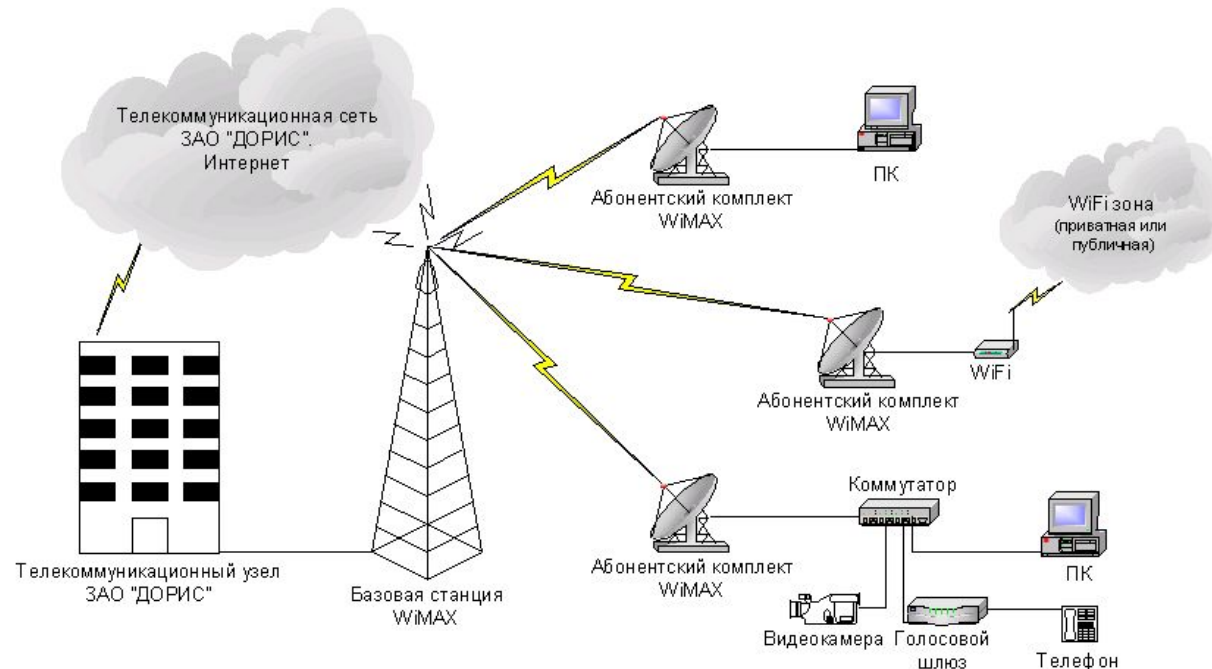 Телекоммуникационная сеть
ЗАО "ДОРИС".
Интернет
Абонентский комплект
WiMAX
ПК
WiFi зона
(приватная или
публичная)
Абонентский комплект
WiMAX
WiFi
Абонентский комплект
WiMAX
Коммутатор
ПК
Телекоммуникационный узел
ЗАО "ДОРИС"
Базовая станция
WiMAX
Видеокамера
Голосовой
шлюз
Телефон